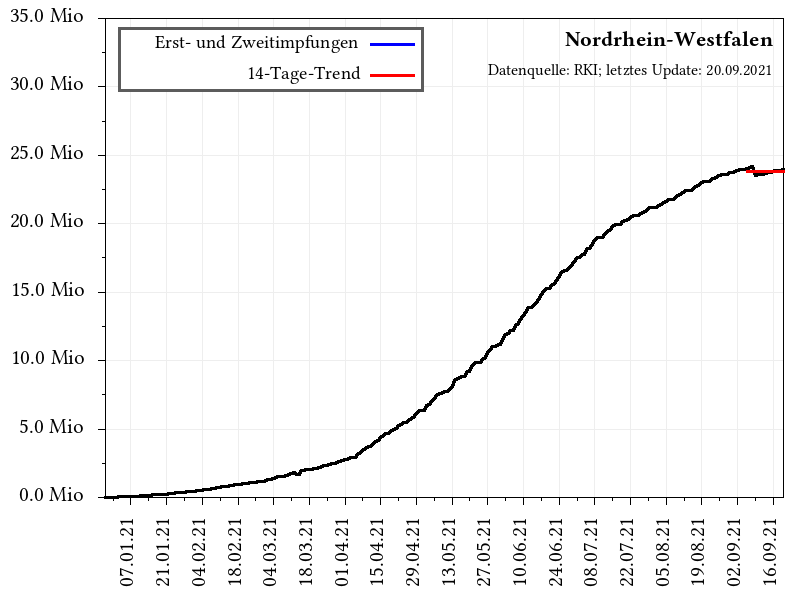 35.0 Mio
30.0 Mio
25.0 Mio
20.0 Mio
15.0 Mio
10.0 Mio
5.0 Mio
0.0 Mio
Erst- und Zweitimpfungen
14-Tage-Trend
Nordrhein-Westfalen
Datenquelle: RKI; letztes Update: 20.09.2021
07.01.21
21.01.21
04.02.21
18.02.21
04.03.21
18.03.21
01.04.21
15.04.21
29.04.21
13.05.21
27.05.21
10.06.21
24.06.21
08.07.21
22.07.21
05.08.21
19.08.21
02.09.21
16.09.21